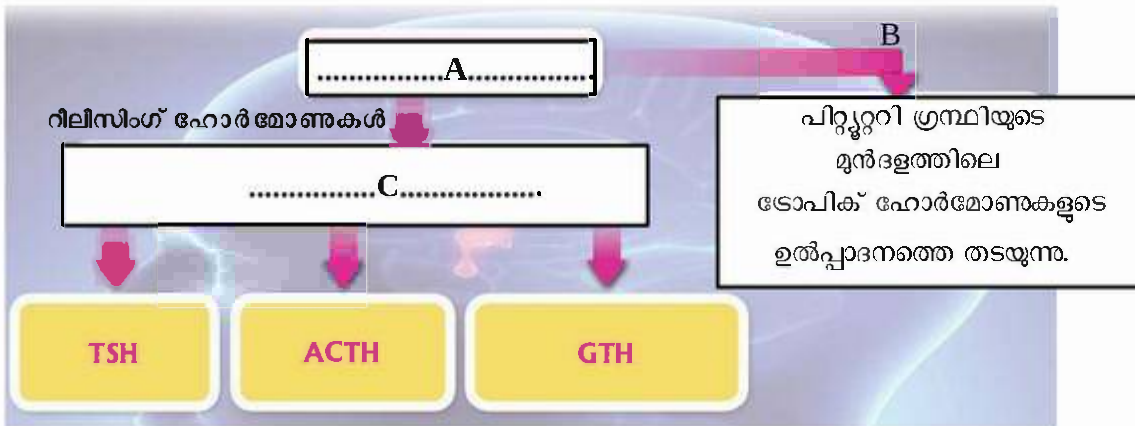 ................A................
B
റിലീസിംഗ് ഹോർമോണുകൾ
പിറ്റ്യൂറ്ററി ഗ്രന്ഥിയുടെ
മുൻദളത്തിലെ
ട്രോപിക് ഹോർമോണുകളുടെ
ഉൽപ്പാദനത്തെ തടയുന്നു.
................C................
TSH
ACTH
GTH